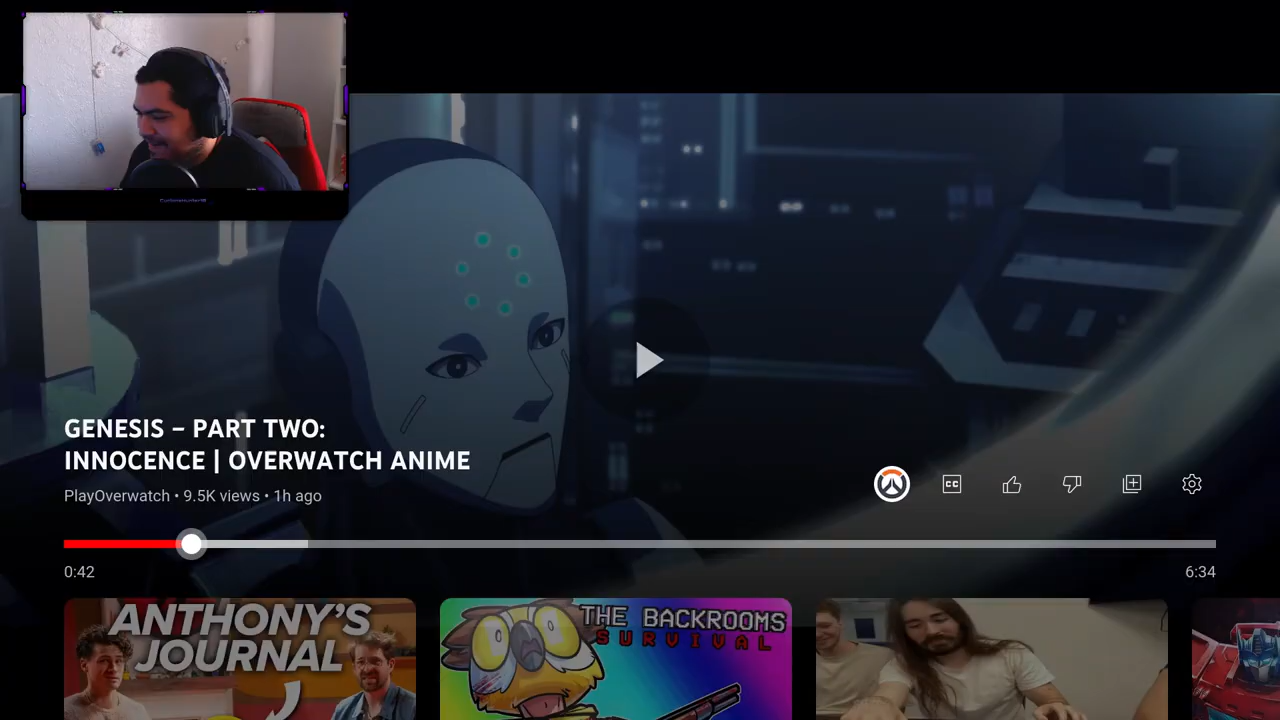 GENESIS – PART TWO:
INNOCENCE | OVERWATCH ANIME
PlayOverwatch • 9.5K views • 1h ago
CC
0:42
6:34
ANTHONY'S
JOURNAL
THE BACKROOMS
SURVIVAL